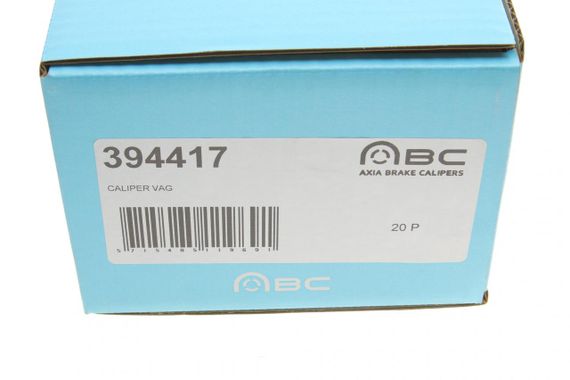 394417
ABC
AXIA BRAKE CALIPERS
CALIPER VAG
20 P
ABC